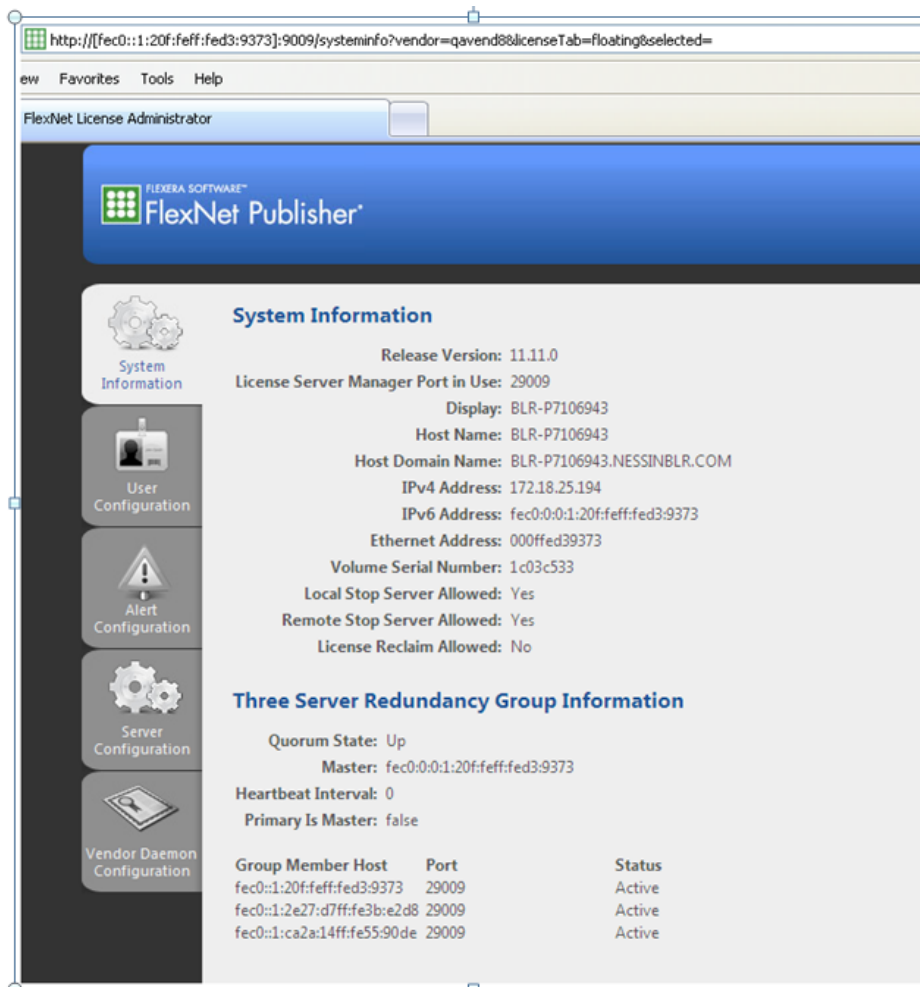 http://[fec0::1:20f:feff:fed3:9373]:9009/systeminfo?vendor=qavend8&licenseTab=floating&selected=
ew Favorites Tools Help
FlexNet License Administrator
FLEXERA SOFTWARE™
FlexNet Publisher·
System Information
User Configuration
Alert Configuration
Server Configuration
Vendor Daemon Configuration
System Information
Release Version: 11.11.0
License Server Manager Port in Use: 29009
Display: BLR-P7106943
Host Name: BLR-P7106943
Host Domain Name: BLR-P7106943.NESSINBLR.COM
IPv4 Address: 172.18.25.194
IPv6 Address: fec0:0:0:1:20f:feff:fed3:9373
Ethernet Address: 000ffed39373
Volume Serial Number: 1c03c533
Local Stop Server Allowed: Yes
Remote Stop Server Allowed: Yes
License Reclaim Allowed: No
Three Server Redundancy Group Information
Quorum State: Up
Master: fec0:0:0:1:20f:feff:fed3:9373
Heartbeat Interval: 0
Primary Is Master: false
Group Member Host Port Status
fec0::1:20f:feff:fed3:9373 29009 Active
fec0::1:2e27:d7ff:fe3b:e2d8 29009 Active
fec0::1:ca2a:14ff:fe55:90de 29009 Active